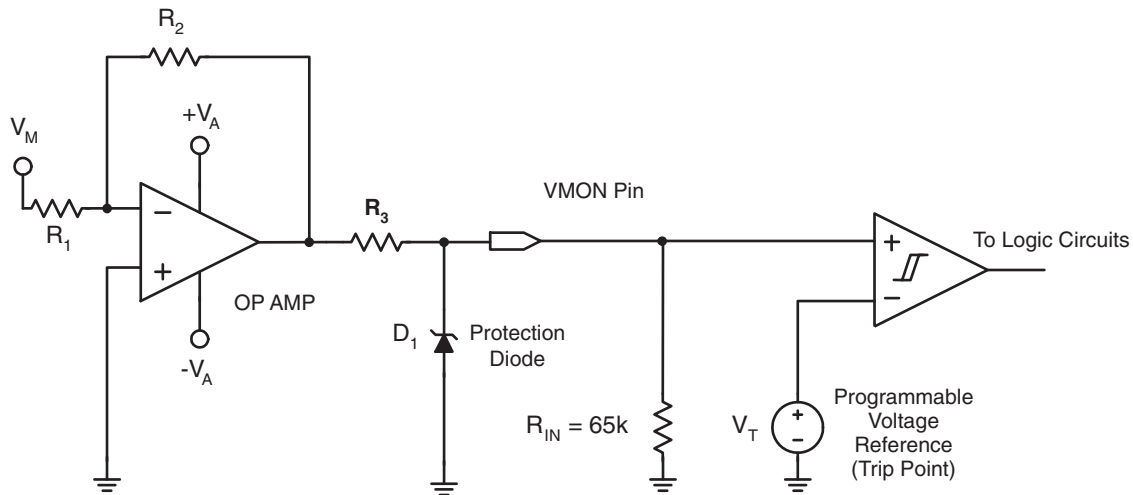 R2
+VA
VM
VMON Pin
R3
−
R1
+
To Logic Circuits
+
−
OP AMP
D1
Protection
Diode
-VA
RIN = 65k
VT
+
−
Programmable
Voltage
Reference
(Trip Point)